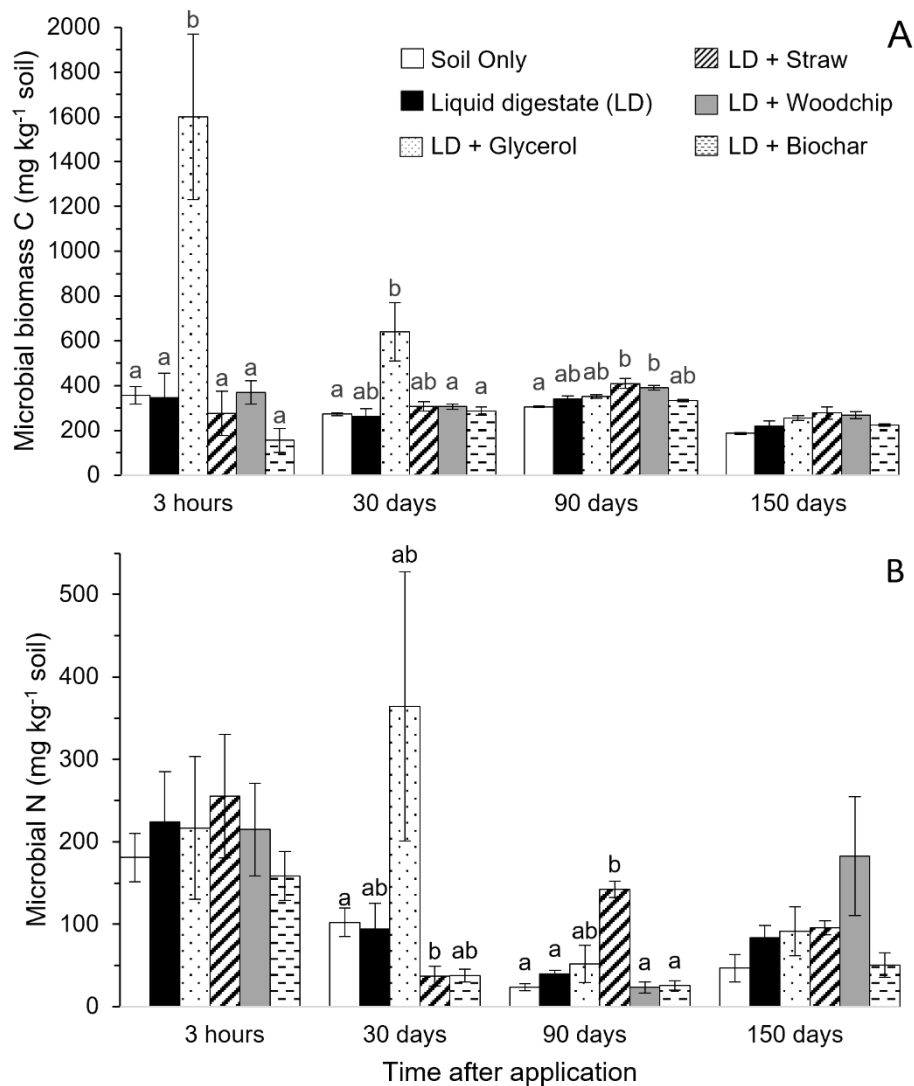 A
Soil Only
Liquid digestate (LD)
LD + Glycerol
LD + Straw
LD + Woodchip
LD + Biochar
Microbial biomass C (mg kg⁻¹ soil)
2000
1800
1600
1400
1200
1000
800
600
400
200
0
a a b a a a
a ab b ab a a
a ab ab b b ab
3 hours 30 days 90 days 150 days
B
Microbial N (mg kg⁻¹ soil)
500
400
300
200
100
0
a ab ab b ab
a a ab b a a
3 hours 30 days 90 days 150 days
Time after application